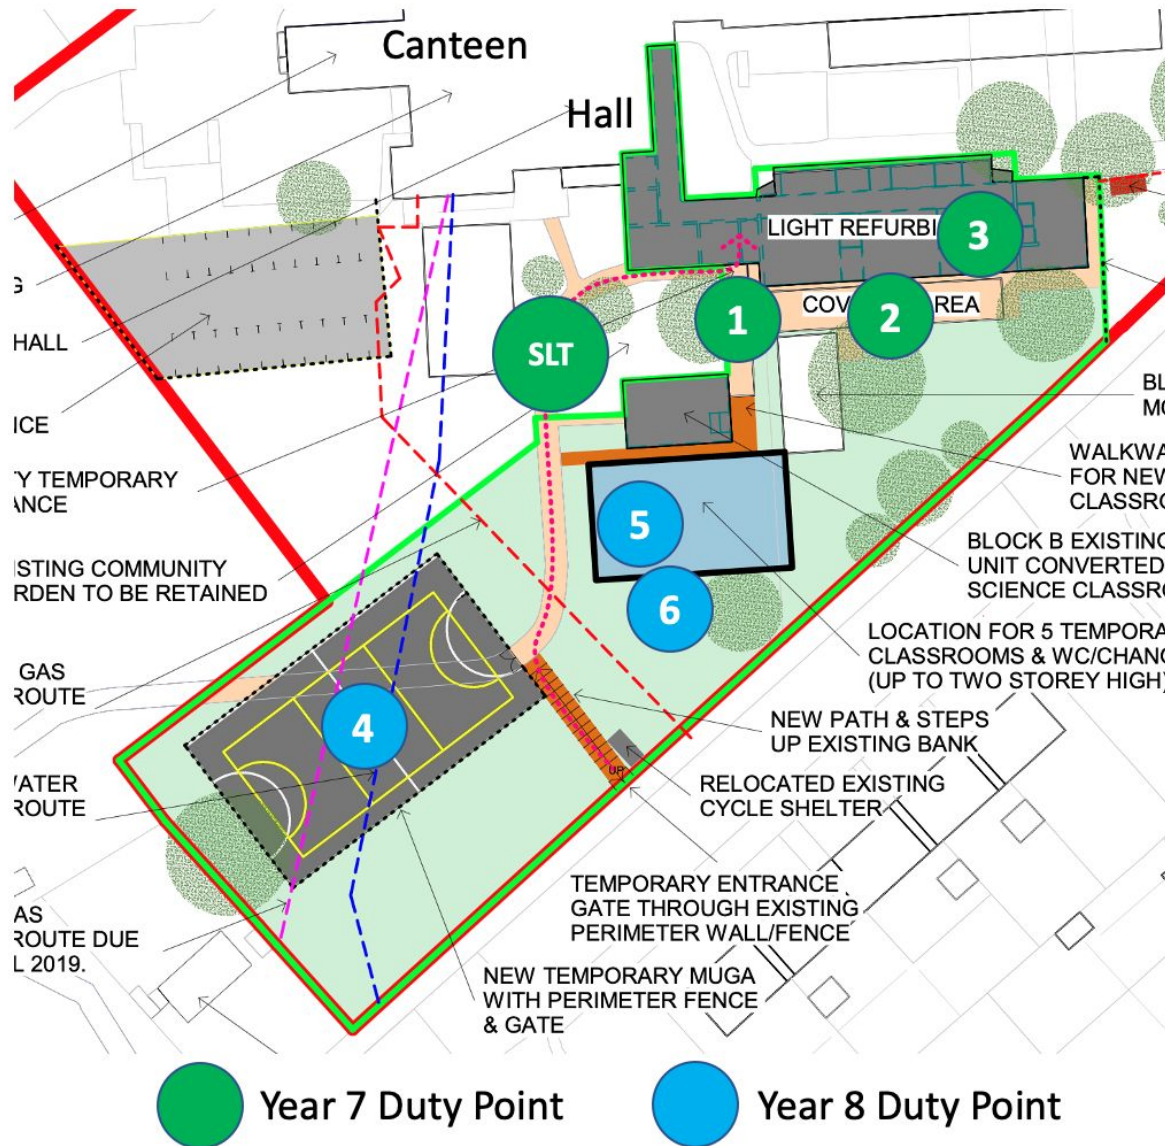 Canteen
Hall
LIGHT REFURBI
3
COV
REA
1
2
SLT
G
HALL
ICE
TY TEMPORARY
ANCE
ISTING COMMUNITY
RDEN TO BE RETAINED
GAS
ROUTE
WATER
ROUTE
AS
ROUTE DUE
L 2019.
5
6
4
UP
BL
MO
WALKWA
FOR NEW
CLASSRO
BLOCK B EXISTING
UNIT CONVERTED
SCIENCE CLASSRO
LOCATION FOR 5 TEMPORA
CLASSROOMS & WC/CHANG
(UP TO TWO STOREY HIGH)
NEW PATH & STEPS
UP EXISTING BANK
RELOCATED EXISTING
CYCLE SHELTER
TEMPORARY ENTRANCE
GATE THROUGH EXISTING
PERIMETER WALL/FENCE
NEW TEMPORARY MUGA
WITH PERIMETER FENCE
& GATE
Year 7 Duty Point
Year 8 Duty Point